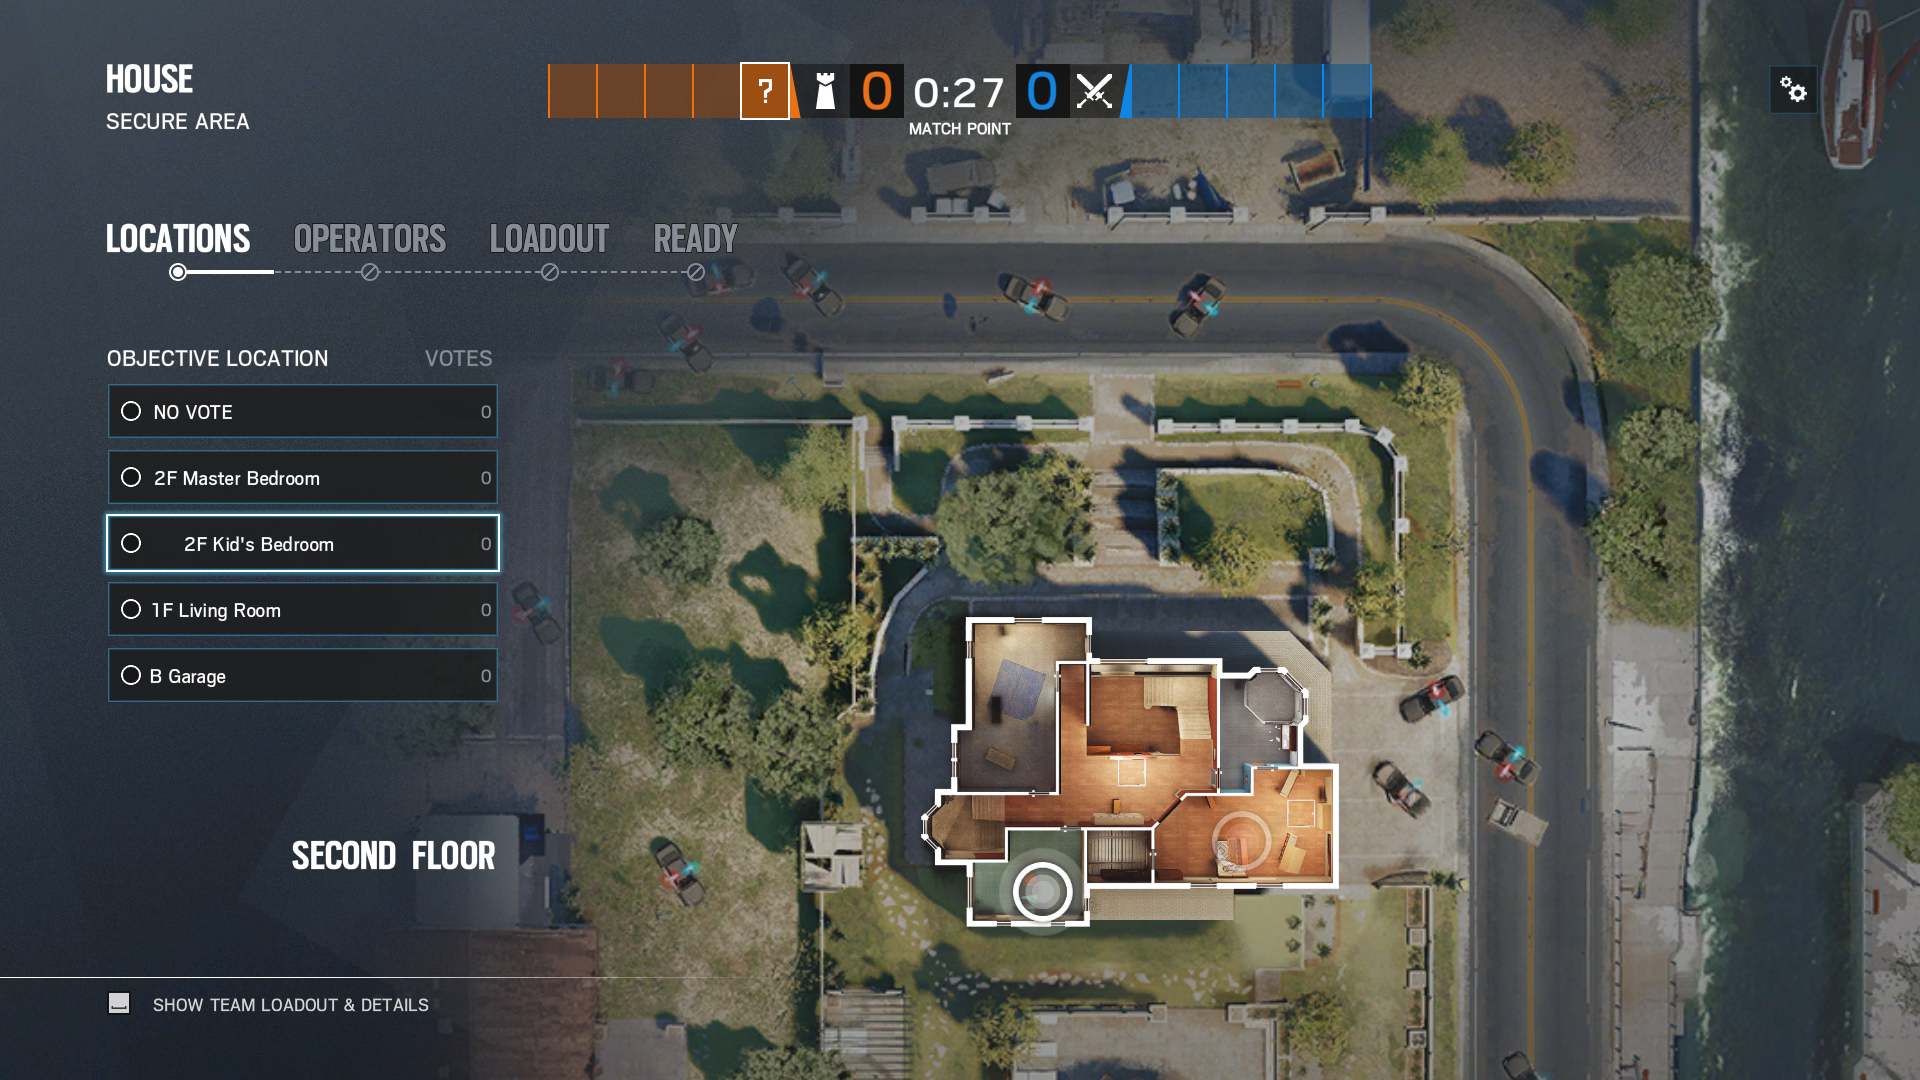 HOUSE
SECURE AREA
?
0
0:27
0
MATCH POINT
LOCATIONS
OPERATORS
LOADOUT
READY
OBJECTIVE LOCATION
VOTES
NO VOTE
0
2F Master Bedroom
0
2F Kid's Bedroom
0
1F Living Room
0
B Garage
0
SECOND FLOOR
SHOW TEAM LOADOUT & DETAILS